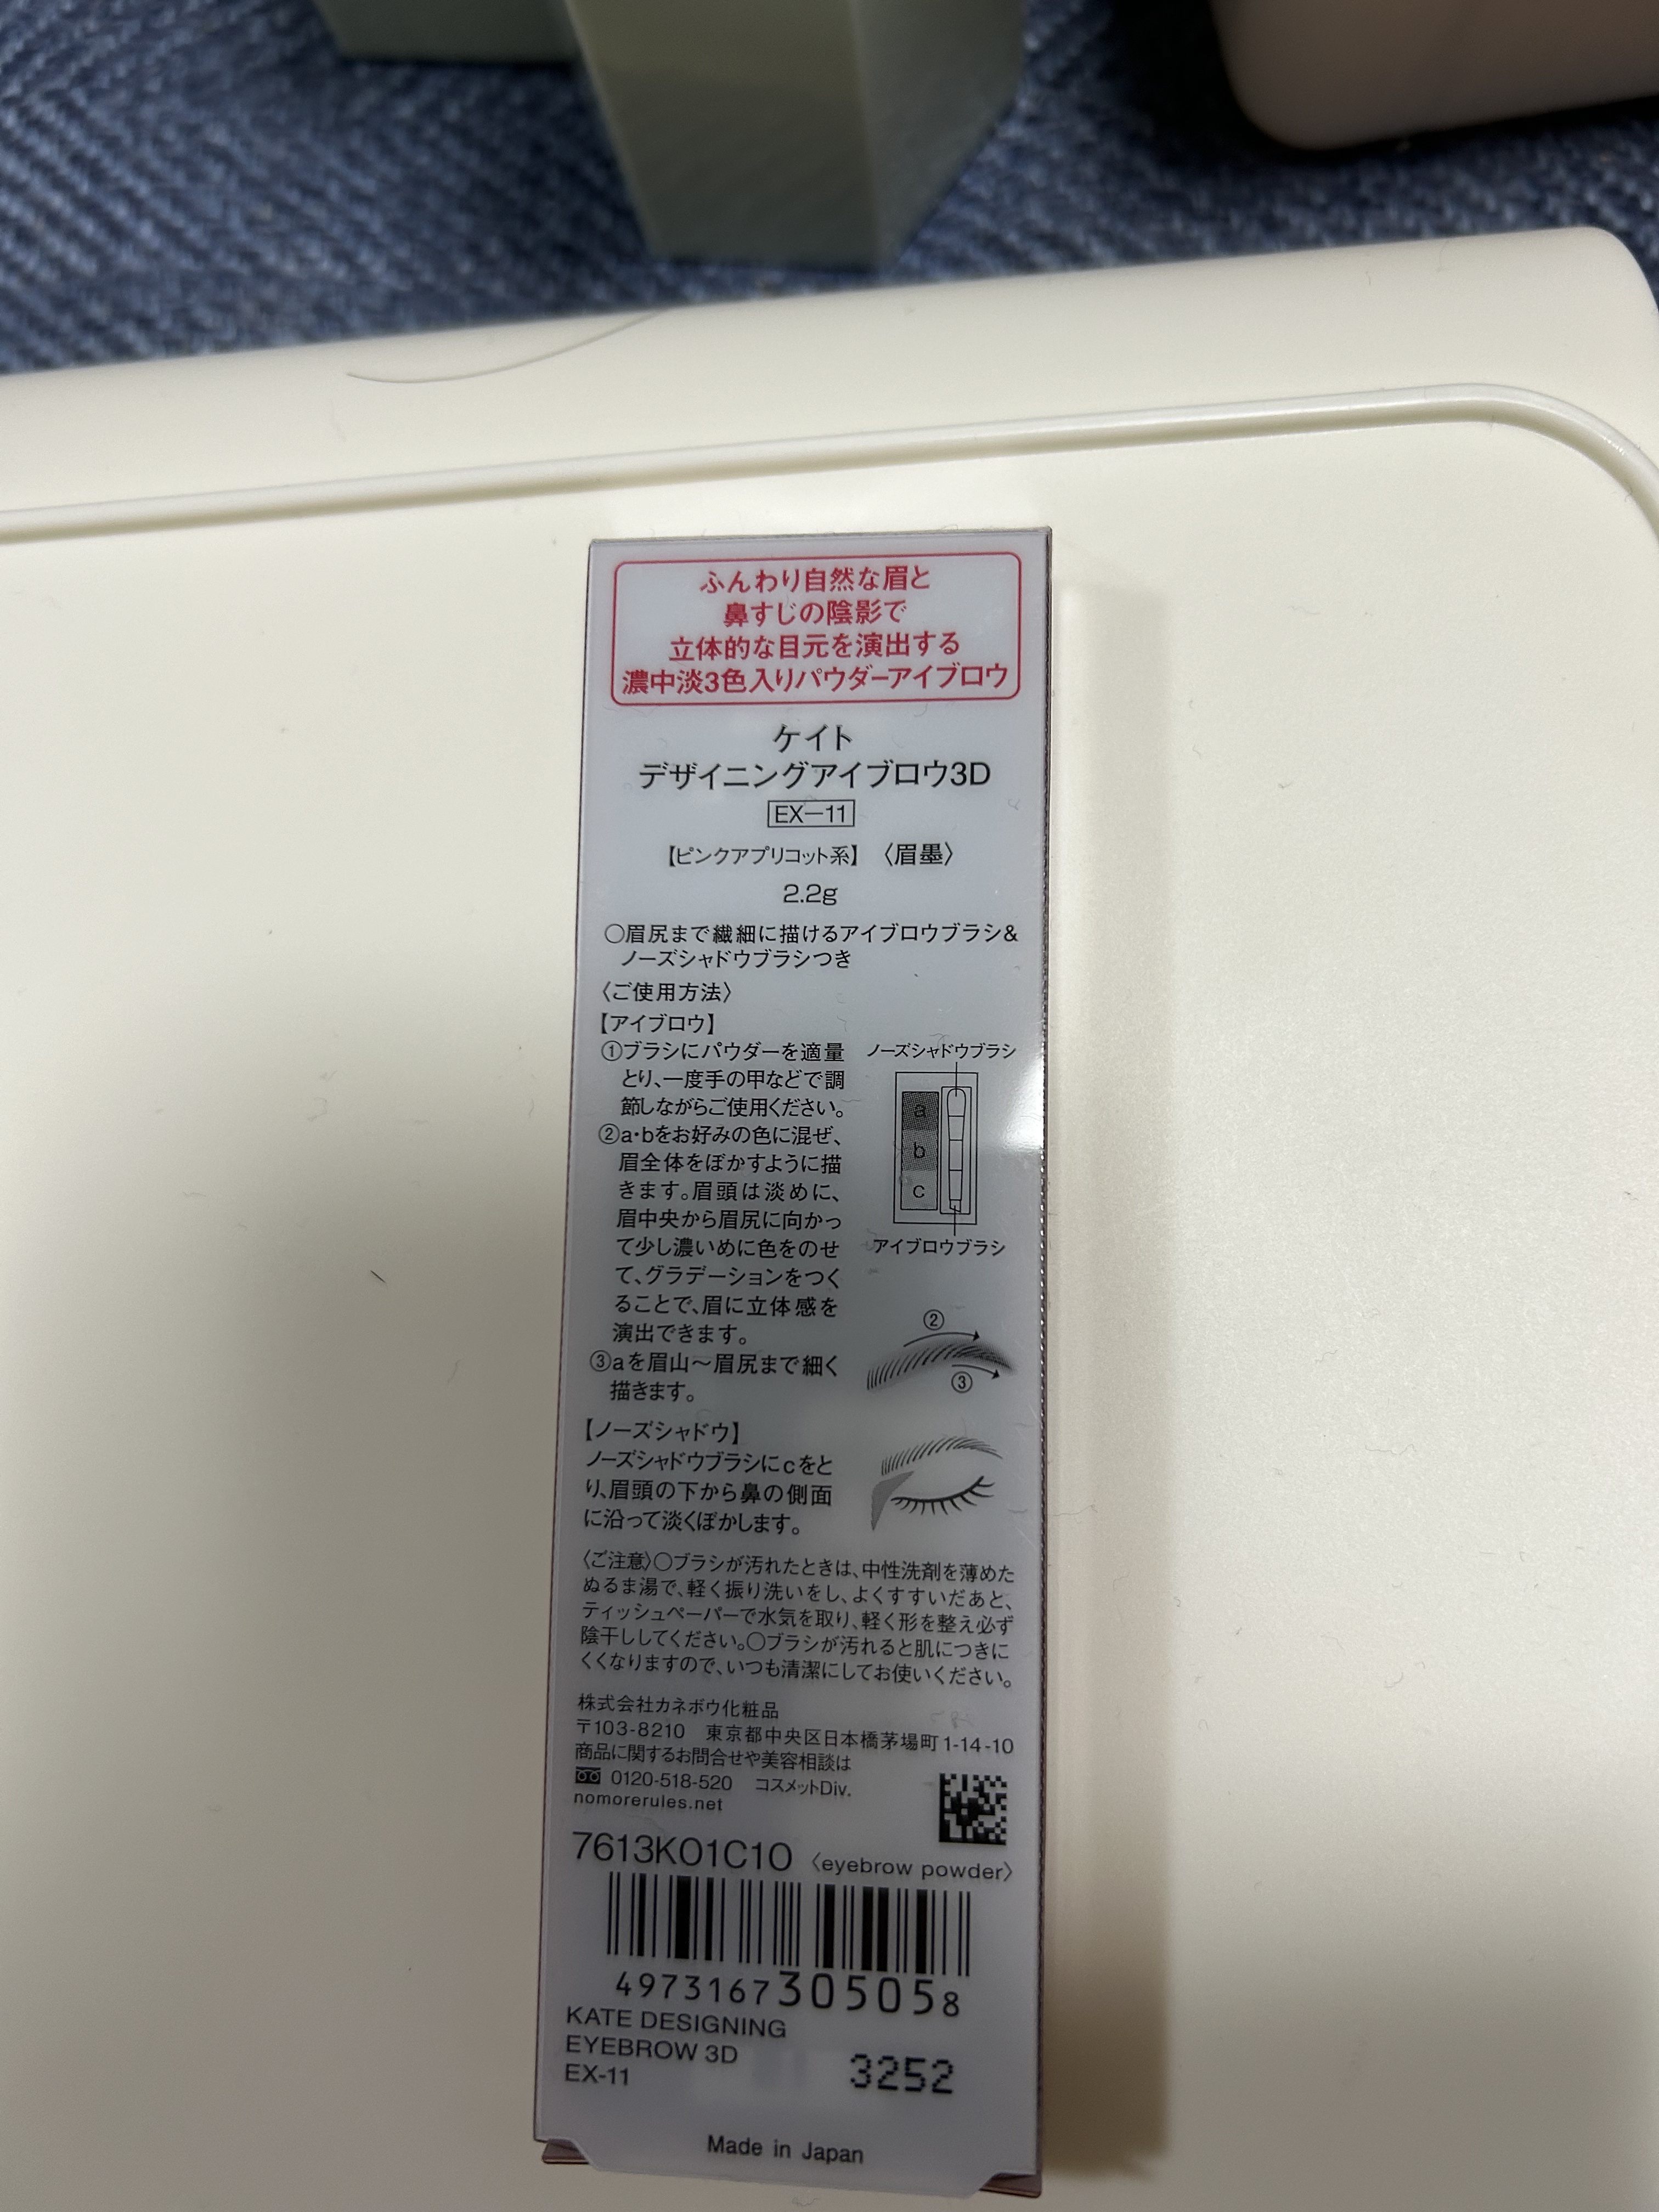 ふんわり自然な眉と
鼻すじの陰影で
立体的な目元を演出する
濃中淡3色入りパウダーアイブロウ
ケイト
デザイニングアイブロウ3D
EX-11
【ピンクアプリコット系】〈眉墨〉
2.2g
○眉尻まで繊細に描けるアイブロウブラシ&
ノーズシャドウブラシつき
〈ご使用方法〉
【アイブロウ】
①ブラシにパウダーを適量
とり、一度手の甲などで調
節しながらご使用ください。
②a・bをお好みの色に混ぜ、
眉全体をぼかすように描
きます。眉頭は淡めに、
眉中央から眉尻に向かっ
て少し濃いめに色をのせ
て、グラデーションをつく
ることで、眉に立体感を
演出できます。
③aを眉山~眉尻まで細く
描きます。
ノーズシャドウブラシ
a
b
c
アイブロウブラシ
②
③
【ノーズシャドウ】
ノーズシャドウブラシにcをと
り、眉頭の下から鼻の側面
に沿って淡くぼかします。
〈ご注意〉○ブラシが汚れたときは、中性洗剤を薄めた
ぬるま湯で、軽く振り洗いをし、よくすすいだあと、
ティッシュペーパーで水気を取り、軽く形を整え必ず
陰干ししてください。○ブラシが汚れると肌につきに
くくなりますので、いつも清潔にしてお使いください。
株式会社カネボウ化粧品
〒103-8210 東京都中央区日本橋茅場町1-14-10
商品に関するお問合せや美容相談は
0120-518-520 コスメットDiv.
nomorerules.net
7613K01C10 〈eyebrow powder〉
4973167305058
KATE DESIGNING
EYEBROW 3D
EX-11
3252
Made in Japan